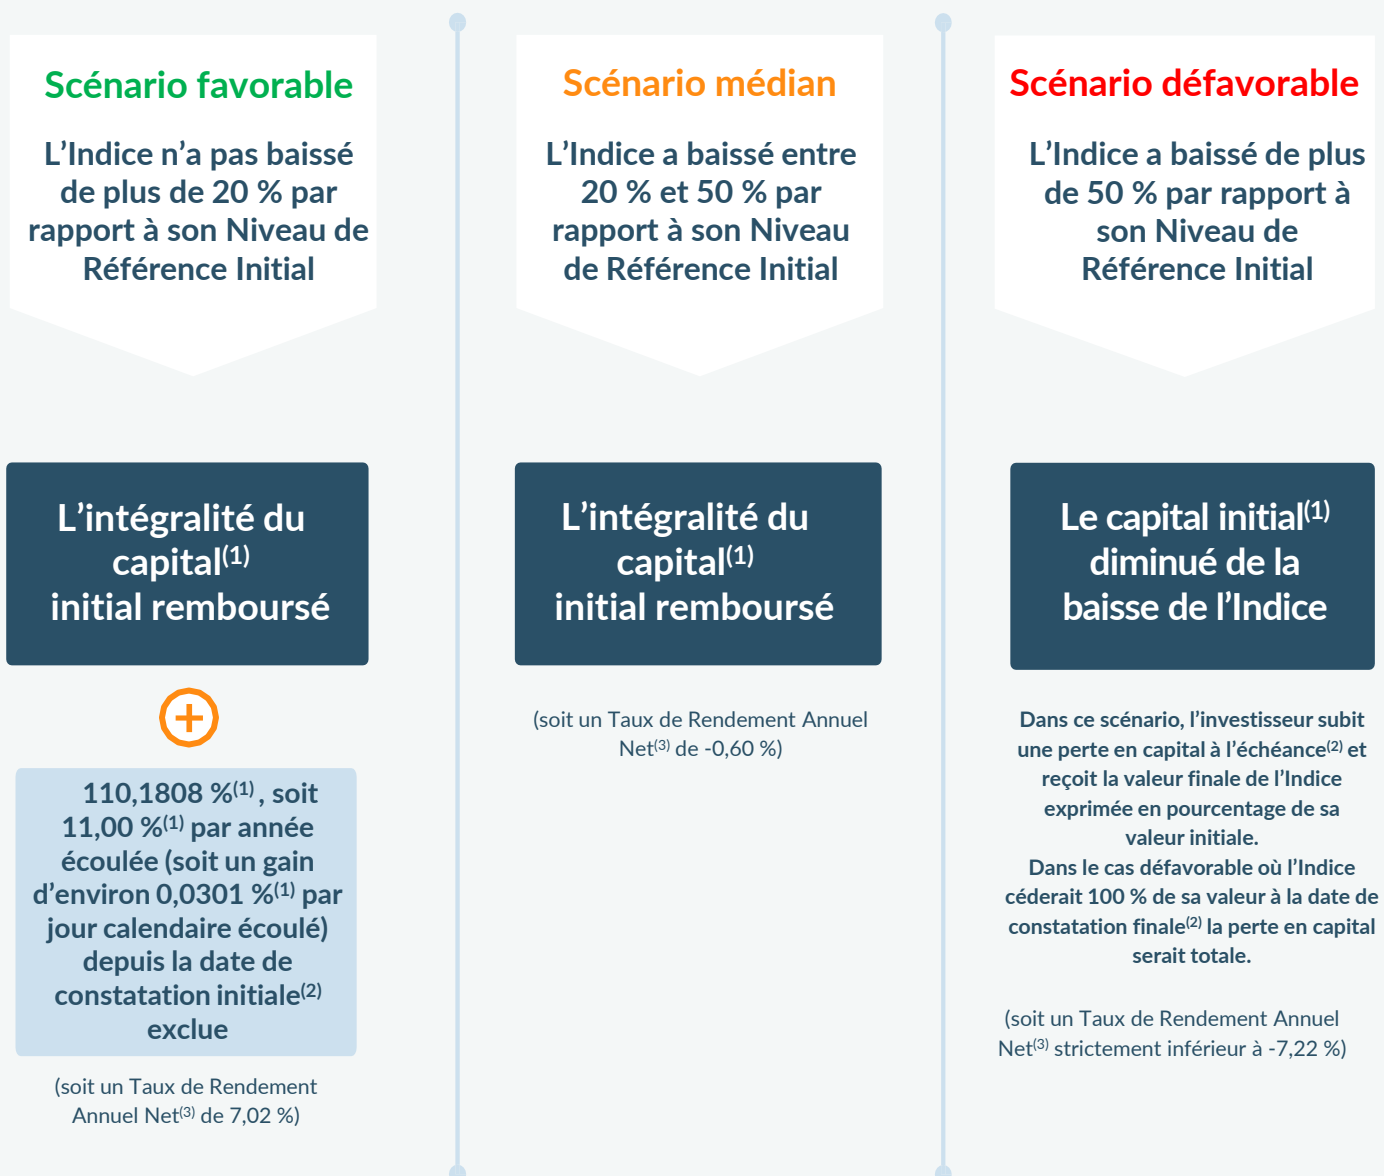 Scénario favorable
L’Indice n’a pas baissé
de plus de 20 % par
rapport à son Niveau de
Référence Initial
L’intégralité du
capital(1)
initial remboursé
110,1808 %(1) , soit
11,00 %(1) par année
écoulée (soit un gain
d’environ 0,0301 %(1) par
jour calendaire écoulé)
depuis la date de
constatation initiale(2)
exclue
(soit un Taux de Rendement
Annuel Net(3) de 7,02 %)
Scénario médian
L’Indice a baissé entre
20 % et 50 % par
rapport à son Niveau
de Référence Initial
L’intégralité du
capital(1)
initial remboursé
(soit un Taux de Rendement Annuel
Net(3) de -0,60 %)
Scénario défavorable
L’Indice a baissé de plus
de 50 % par rapport à
son Niveau de
Référence Initial
Le capital initial(1)
diminué de la
baisse de l’Indice
Dans ce scénario, l’investisseur subit
une perte en capital à l’échéance(2) et
reçoit la valeur finale de l’Indice
exprimée en pourcentage de sa
valeur initiale.
Dans le cas défavorable où l’Indice
céderait 100 % de sa valeur à la date de
constatation finale(2) la perte en capital
serait totale.
(soit un Taux de Rendement Annuel
Net(3) strictement inférieur à -7,22 %)